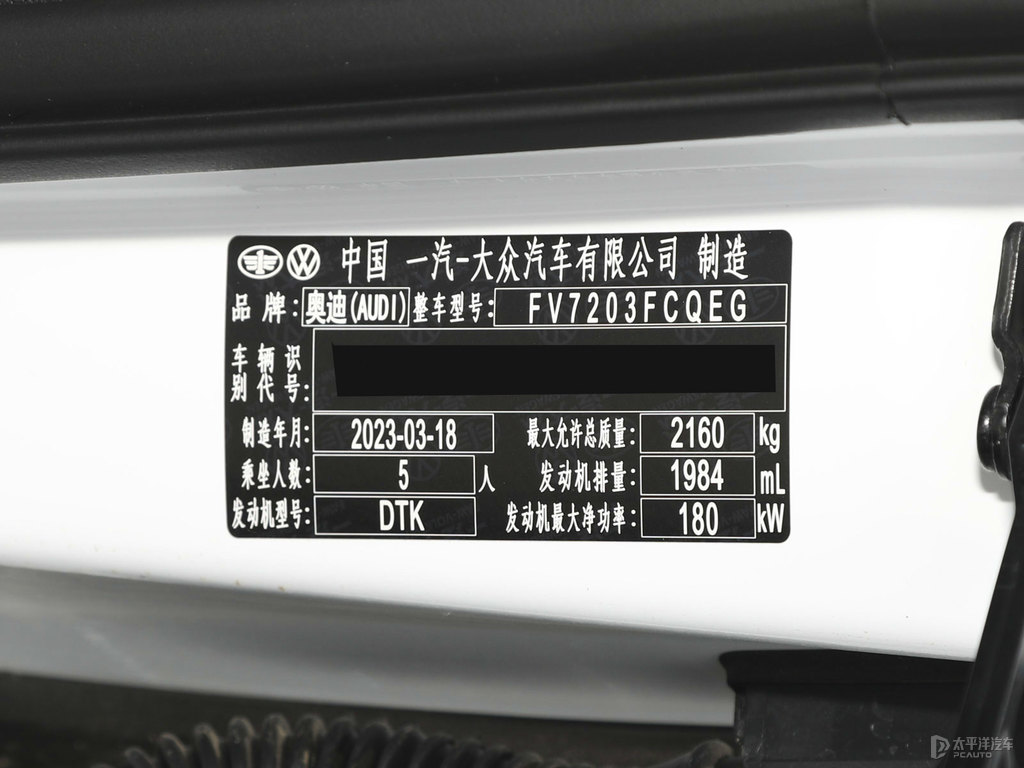 中国 一汽-大众汽车有限公司 制造
品牌: 奥迪(AUDI) 整车型号: FV7203FCQEG
车辆识别代号:
制造年月: 2023-03-18 最大允许总质量: 2160 kg
乘坐人数: 5 人 发动机排量: 1984 mL
发动机型号: DTK 发动机最大净功率: 180 kW
太平洋汽车
PCAUTO